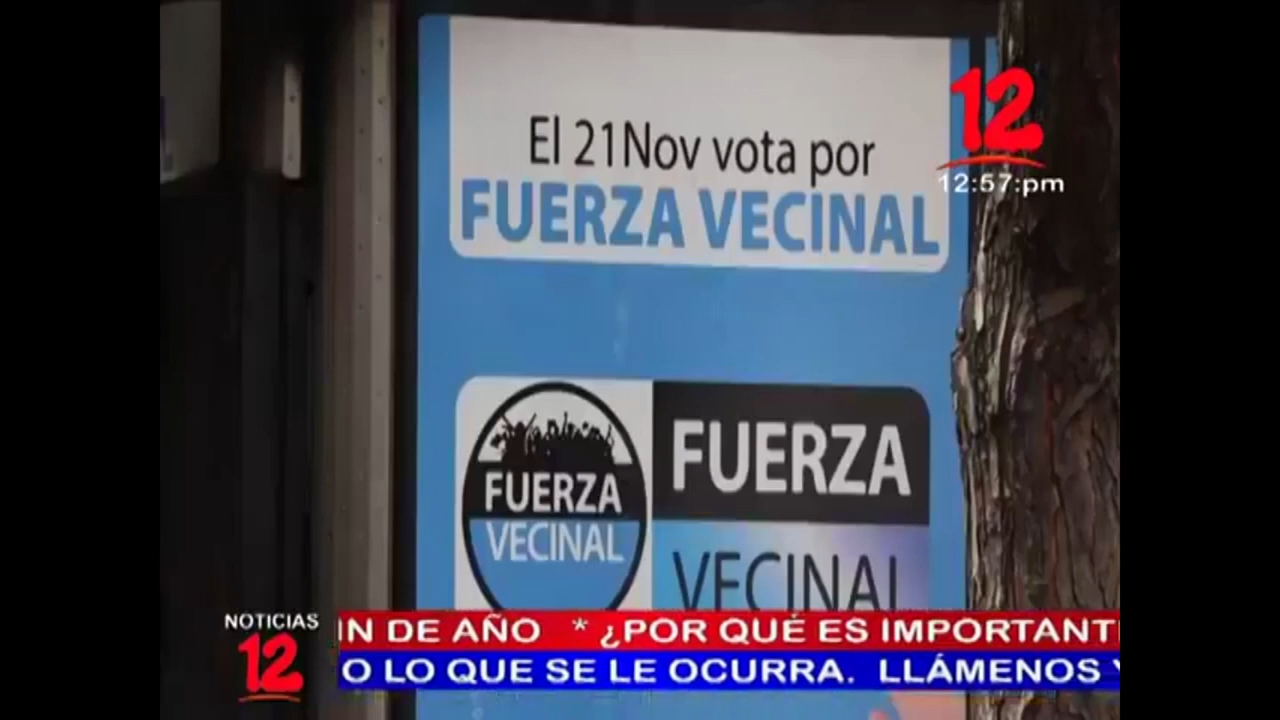 El 21Nov vota por
FUERZA VECINAL
12
12:57:pm
FUERZA
VECINAL
FUERZA
VECINAL
NOTICIAS
12
IN DE AÑO * ¿POR QUÉ ES IMPORTANT
O LO QUE SE LE OCURRA. LLÁMENOS Y